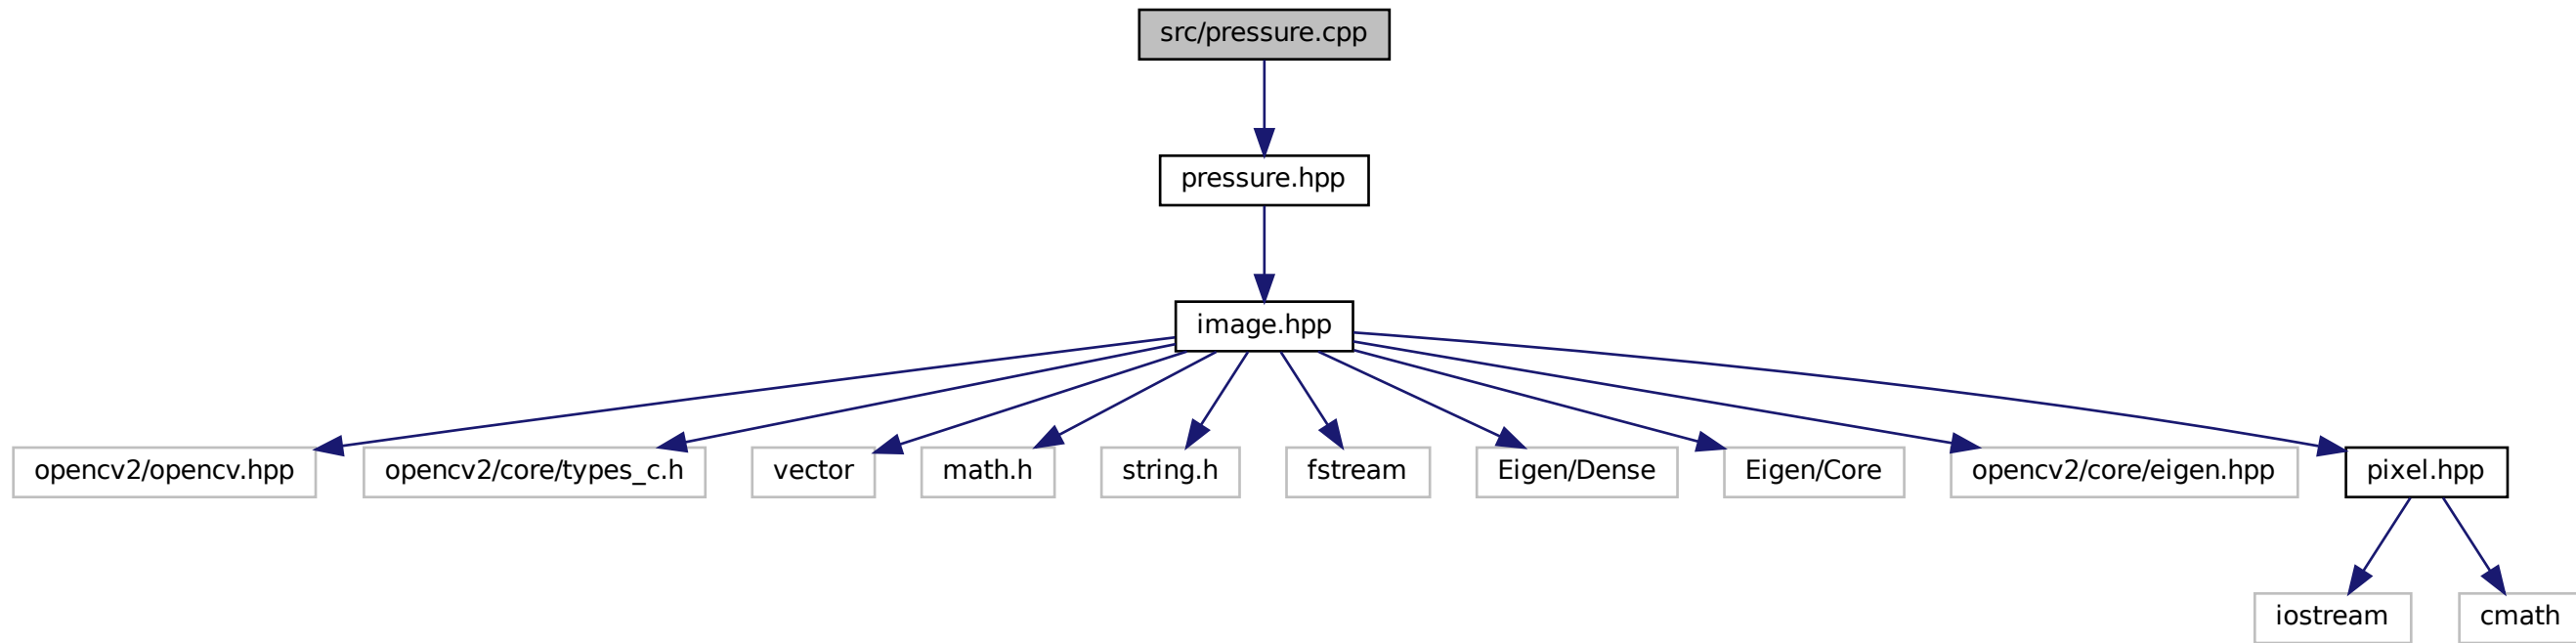 src/pressure.cpp
pressure.hpp
image.hpp
opencv2/opencv.hpp
opencv2/core/types_c.h
vector
math.h
string.h
fstream
Eigen/Dense
Eigen/Core
opencv2/core/eigen.hpp
pixel.hpp
iostream
cmath